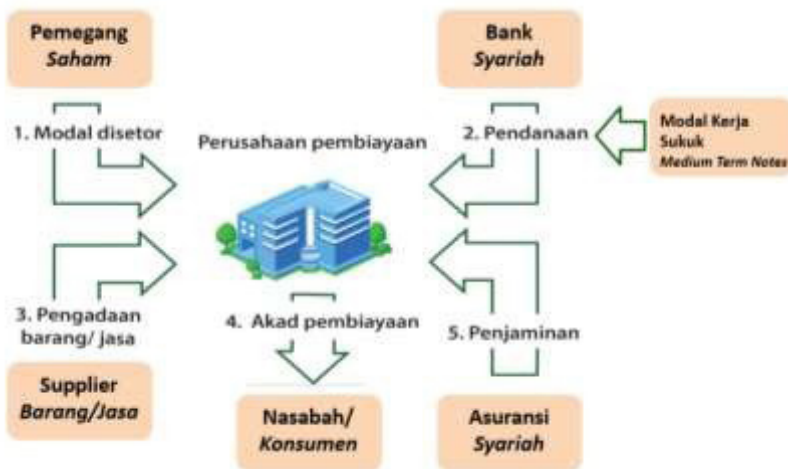 Pemegang
Saham
Bank
Syariah
1. Modal disetor
Perusahaan pembiayaan
2. Pendanaan
Modal Kerja
Sukuk
Medium Term Notes
3. Pengadaan
barang/ jasa
4. Akad pembiayaan
5. Penjaminan
Supplier
Barang/Jasa
Nasabah/
Konsumen
Asuransi
Syariah